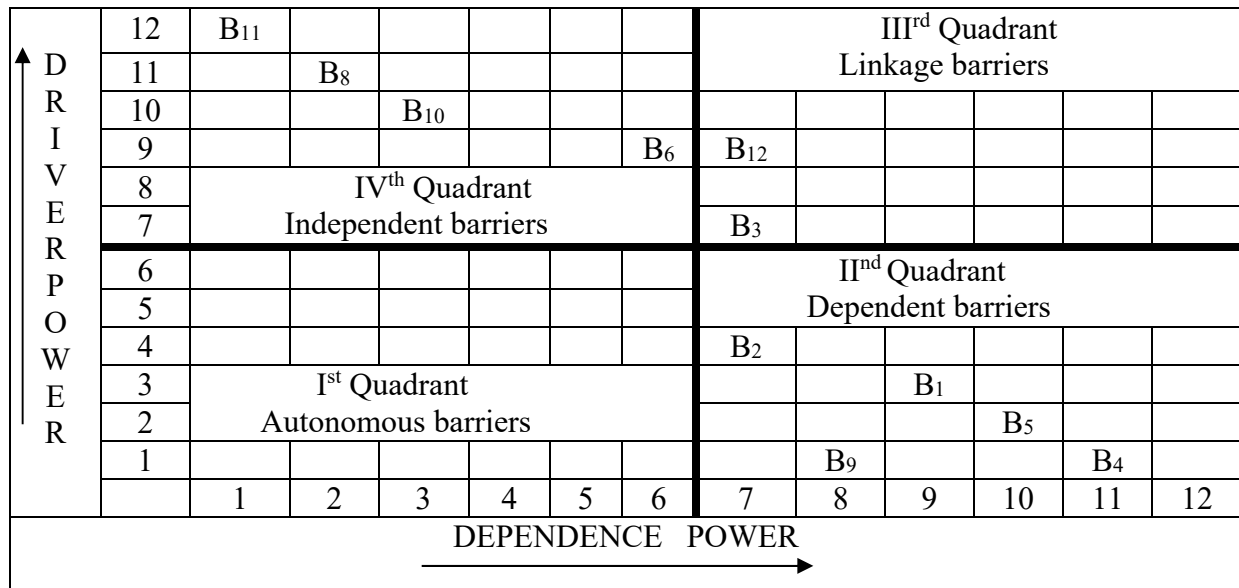 DRIVERPOWER
12 B₁₁ IIIʳᵈ Quadrant
Linkage barriers
11 B₈
10 B₁₀
9 B₆ B₁₂
8 IVᵗʰ Quadrant
7 Independent barriers B₃
6 IIⁿᵈ Quadrant
5 Dependent barriers
4 B₂
3 Iˢᵗ Quadrant B₁
2 Autonomous barriers B₅
1 B₉ B₄
1 2 3 4 5 6 7 8 9 10 11 12
DEPENDENCE POWER